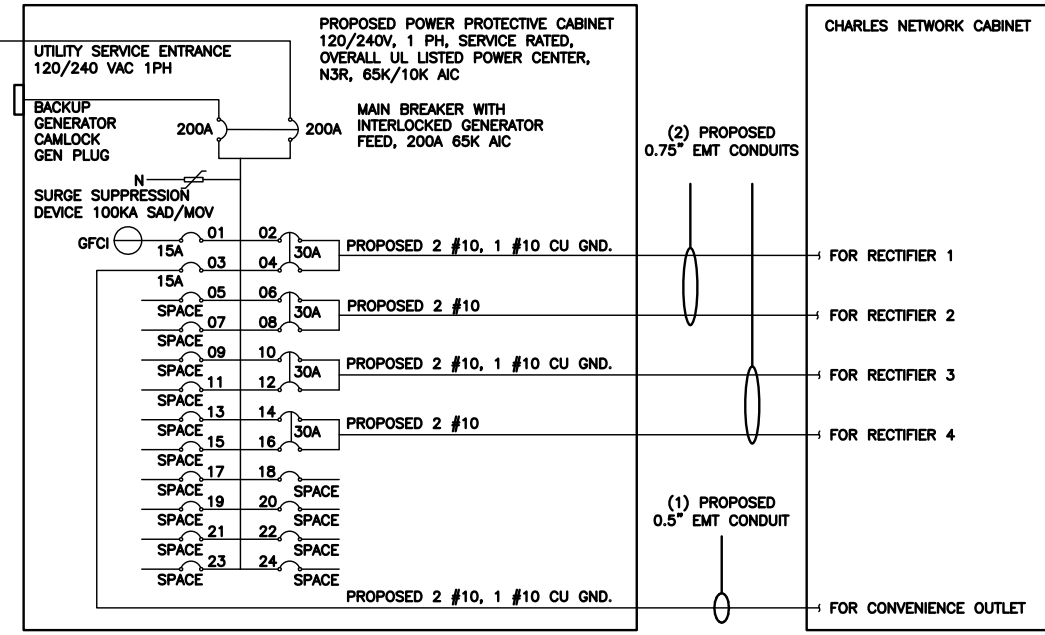 PROPOSED POWER PROTECTIVE CABINET
120/240V, 1 PH, SERVICE RATED,
OVERALL UL LISTED POWER CENTER,
N3R, 65K/10K AIC
CHARLES NETWORK CABINET
UTILITY SERVICE ENTRANCE
120/240 VAC 1PH
BACKUP
GENERATOR
CAMLOCK
GEN PLUG
200A
200A
MAIN BREAKER WITH
INTERLOCKED GENERATOR
FEED, 200A 65K AIC
(2) PROPOSED
0.75" EMT CONDUITS
N
SURGE SUPPRESSION
DEVICE 100KA SAD/MOV
GFCI
15A
01
02
30A
PROPOSED 2 #10, 1 #10 CU GND.
FOR RECTIFIER 1
15A
03
04
SPACE
05
06
30A
PROPOSED 2 #10
FOR RECTIFIER 2
SPACE
07
08
SPACE
09
10
30A
PROPOSED 2 #10, 1 #10 CU GND.
FOR RECTIFIER 3
SPACE
11
12
SPACE
13
14
30A
PROPOSED 2 #10
FOR RECTIFIER 4
SPACE
15
16
SPACE
17
18
SPACE
SPACE
19
20
SPACE
SPACE
21
22
SPACE
SPACE
23
24
SPACE
(1) PROPOSED
0.5" EMT CONDUIT
PROPOSED 2 #10, 1 #10 CU GND.
FOR CONVENIENCE OUTLET